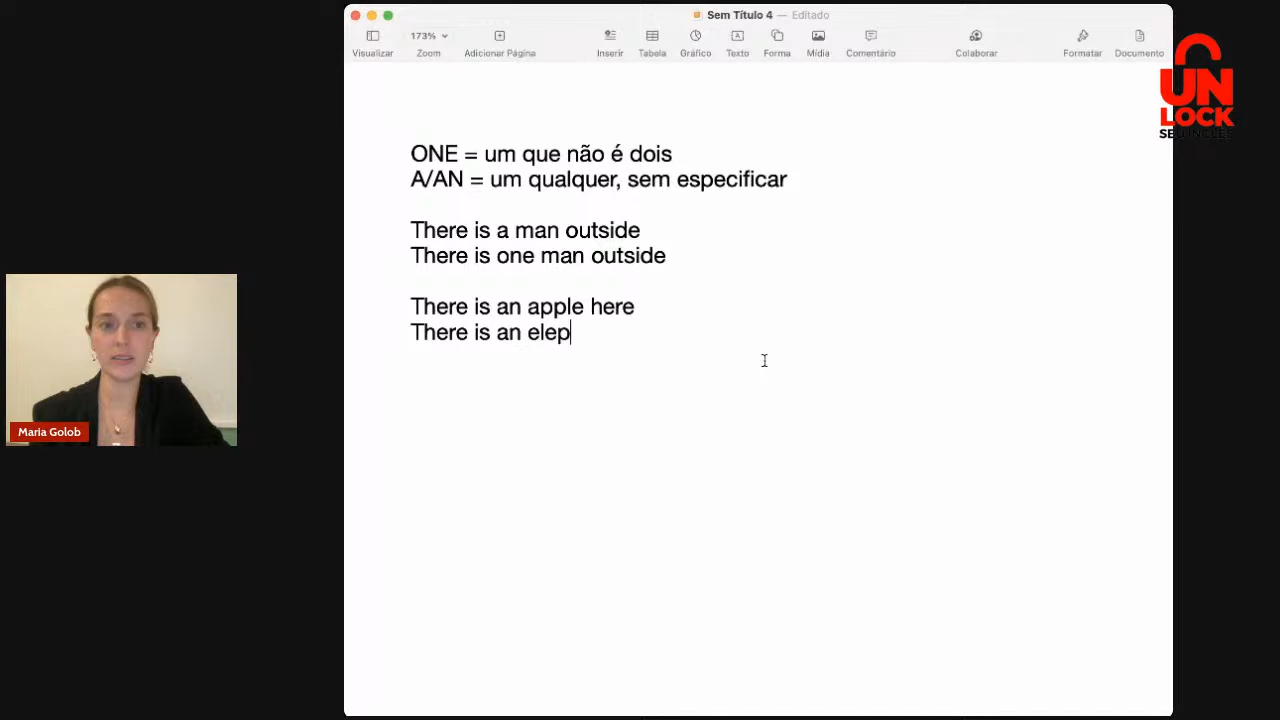 Sem Título 4 — Editado
173%
Visualizar Zoom Adicionar Página Inserir Tabela Gráfico Texto Forma Mídia Comentário Colaborar Formatar Documento
UN
LOCK
SEU INGLÊS
ONE = um que não é dois
A/AN = um qualquer, sem especificar
There is a man outside
There is one man outside
There is an apple here
There is an elep
Maria Golob